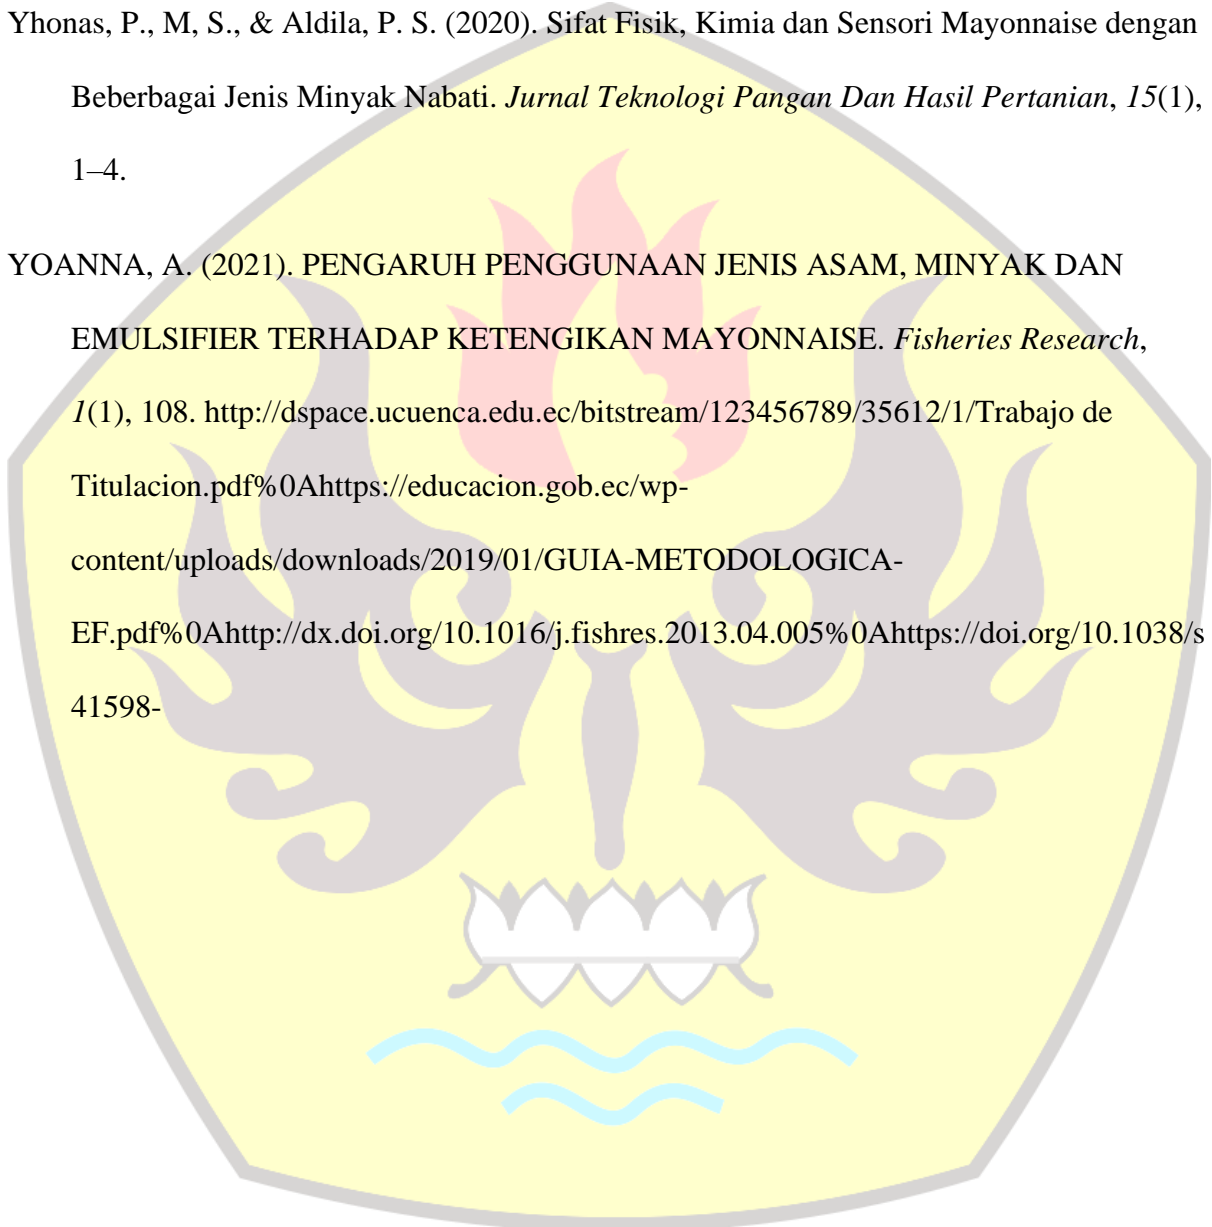 Yhonas, P., M, S., & Aldila, P. S. (2020). Sifat Fisik, Kimia dan Sensori Mayonnaise dengan
Beberbagai Jenis Minyak Nabati. Jurnal Teknologi Pangan Dan Hasil Pertanian, 15(1),
1–4.
YOANNA, A. (2021). PENGARUH PENGGUNAAN JENIS ASAM, MINYAK DAN
EMULSIFIER TERHADAP KETENGIKAN MAYONNAISE. Fisheries Research,
1(1), 108. http://dspace.ucuenca.edu.ec/bitstream/123456789/35612/1/Trabajo de
Titulacion.pdf%0Ahttps://educacion.gob.ec/wp-
content/uploads/downloads/2019/01/GUIA-METODOLOGICA-
EF.pdf%0Ahttp://dx.doi.org/10.1016/j.fishres.2013.04.005%0Ahttps://doi.org/10.1038/s
41598-